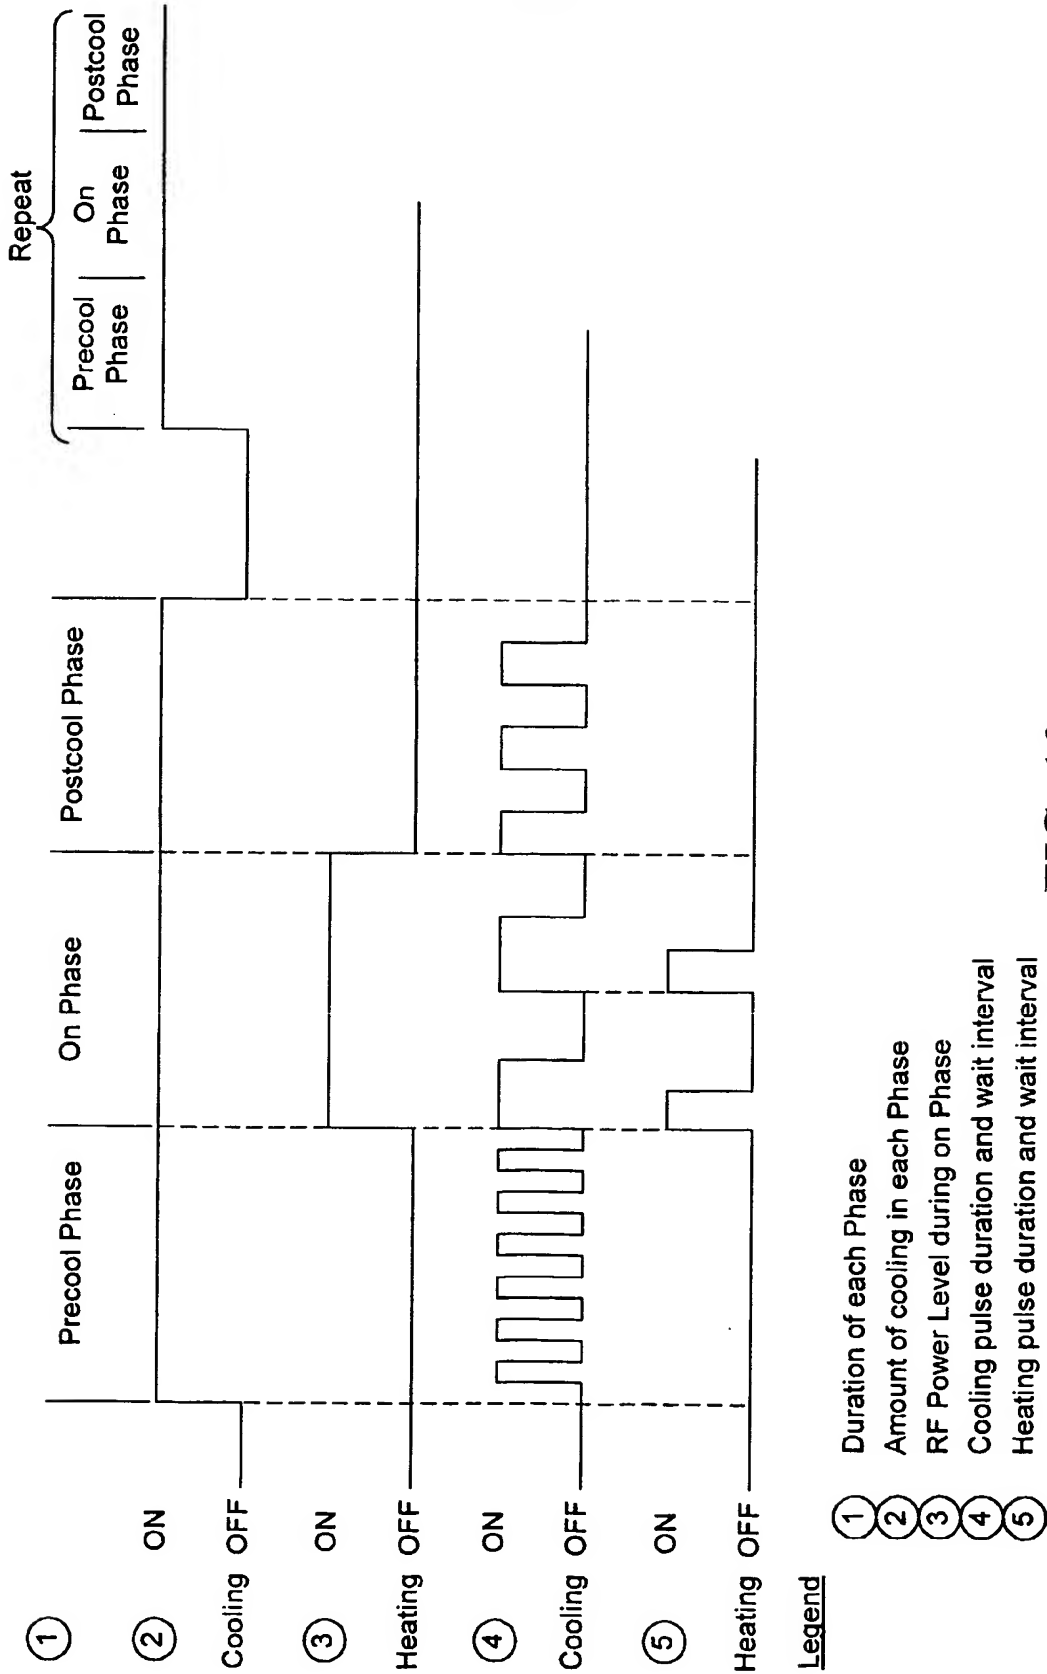 Repeat
① Precool Phase On Phase Postcool Phase Precool Phase On Phase Postcool Phase
② ON
Cooling OFF
③ ON
Heating OFF
④ ON
Cooling OFF
⑤ ON
Heating OFF
Legend
① Duration of each Phase
② Amount of cooling in each Phase
③ RF Power Level during on Phase
④ Cooling pulse duration and wait interval
⑤ Heating pulse duration and wait interval